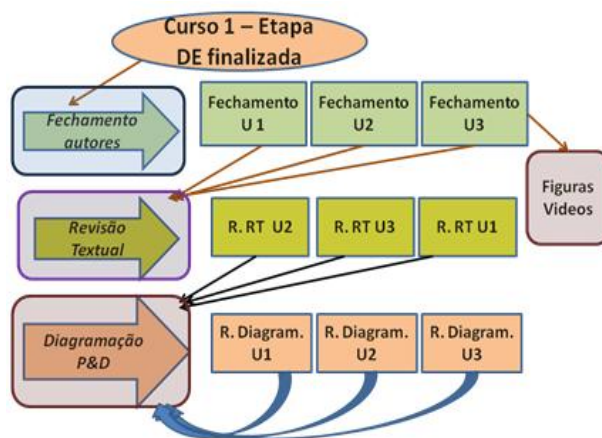 Curso 1 – Etapa
DE finalizada
Fechamento
autores
Fechamento
U 1
Fechamento
U2
Fechamento
U3
Figuras
Videos
Revisão
Textual
R. RT U2
R. RT U3
R. RT U1
Diagramação
P&D
R. Diagram.
U1
R. Diagram.
U2
R. Diagram.
U3